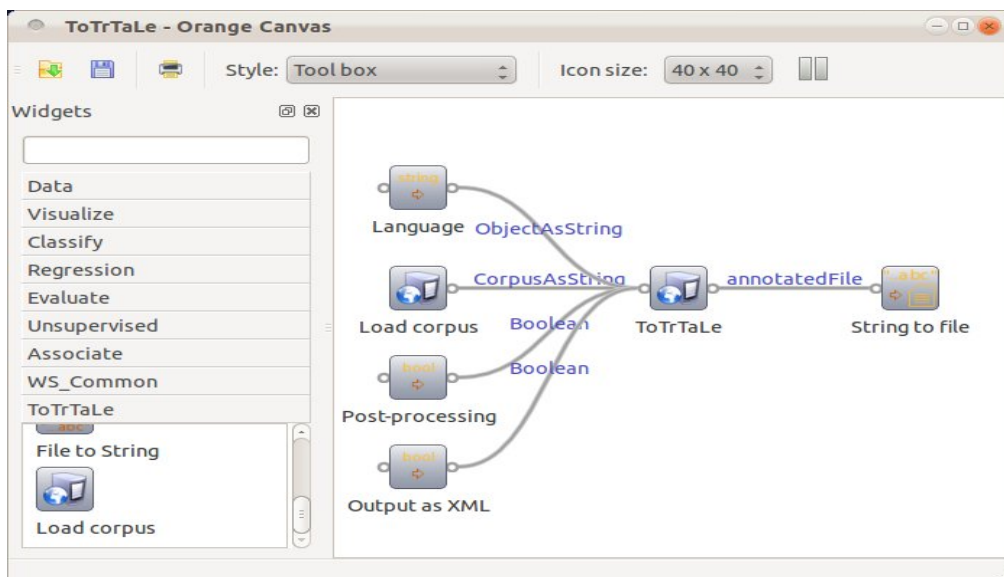 ToTrTaLe - Orange Canvas
Style: Tool box Icon size: 40 x 40
Widgets
Data
Visualize
Classify
Regression
Evaluate
Unsupervised
Associate
WS_Common
ToTrTaLe
abc
File to String
Load corpus
string
Language ObjectAsString
CorpusAsString annotatedFile "..abc"
Load corpus Boolean ToTrTaLe String to file
bool Boolean
Post-processing
bool
Output as XML